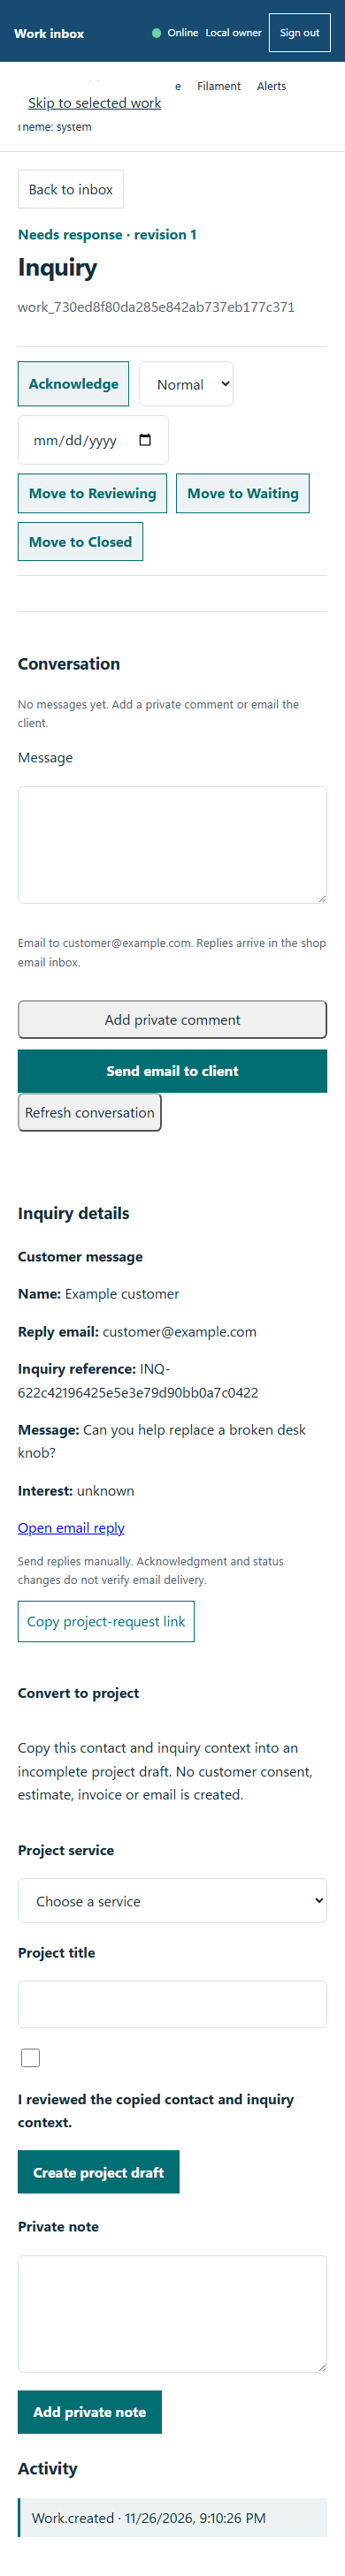 Work inbox
Online Local owner Sign out
e Filament Alerts
Skip to selected work
Theme: system
Back to inbox
Needs response · revision 1
Inquiry
work_730ed8f80da285e842ab737eb177c371
Acknowledge Normal
mm/dd/yyyy
Move to Reviewing Move to Waiting
Move to Closed
Conversation
No messages yet. Add a private comment or email the
client.
Message
Email to customer@example.com. Replies arrive in the shop
email inbox.
Add private comment
Send email to client
Refresh conversation
Inquiry details
Customer message
Name: Example customer
Reply email: customer@example.com
Inquiry reference: INQ-
622c42196425e5e3e79d90bb0a7c0422
Message: Can you help replace a broken desk
knob?
Interest: unknown
Open email reply
Send replies manually. Acknowledgment and status
changes do not verify email delivery.
Copy project-request link
Convert to project
Copy this contact and inquiry context into an
incomplete project draft. No customer consent,
estimate, invoice or email is created.
Project service
Choose a service
Project title
I reviewed the copied contact and inquiry
context.
Create project draft
Private note
Add private note
Activity
Work.created · 11/26/2026, 9:10:26 PM